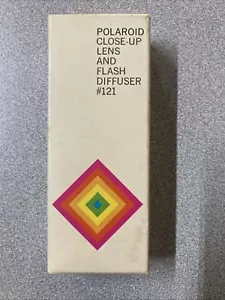 POLAROID
CLOSE-UP
LENS
AND
FLASH
DIFFUSER
#121